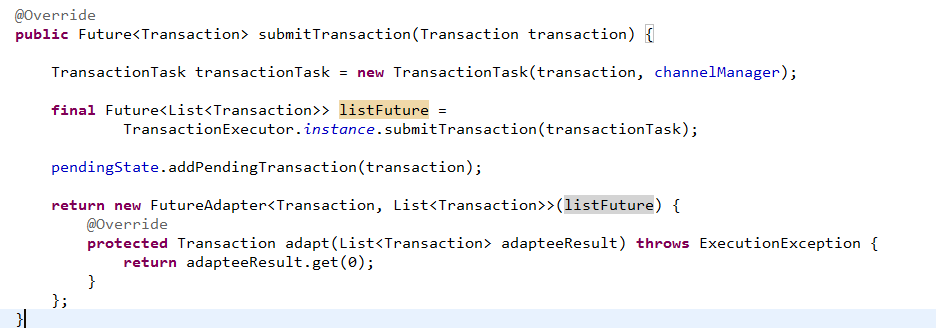 @Override
public Future<Transaction> submitTransaction(Transaction transaction) {
TransactionTask transactionTask = new TransactionTask(transaction, channelManager);
final Future<List<Transaction>> listFuture =
TransactionExecutor.instance.submitTransaction(transactionTask);
pendingState.addPendingTransaction(transaction);
return new FutureAdapter<Transaction, List<Transaction>>(listFuture) {
@Override
protected Transaction adapt(List<Transaction> adapteeResult) throws ExecutionException {
return adapteeResult.get(0);
}
};
}